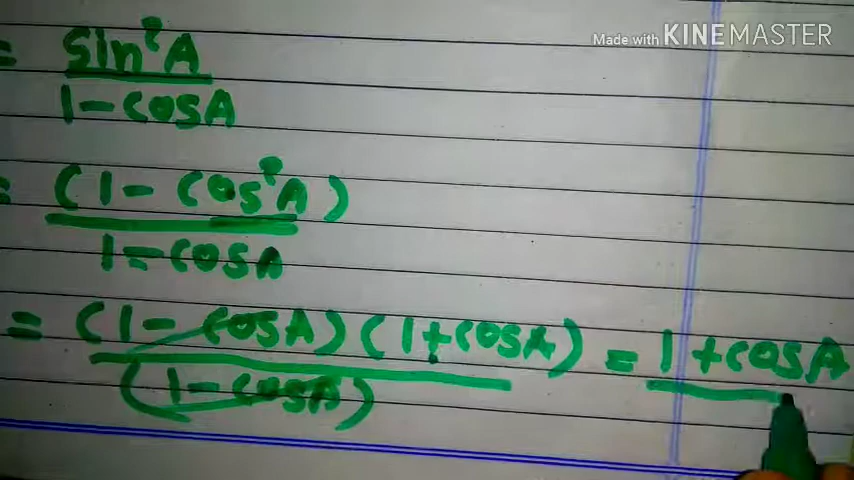 Made with KINEMASTER
= sin²A
1 - cosA
= (1 - cos²A)
1 - cosA
= (1 - cosA) (1 + cosA) = 1 + cosA
(1 - cosA)